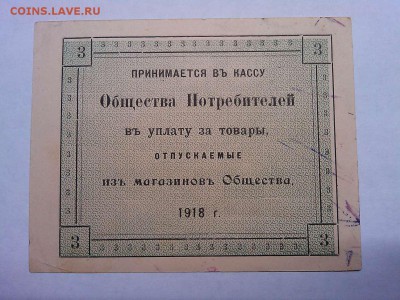 COINS.LAVE.RU
3 3
ПРИНИМАЕТСЯ ВЪ КАССУ
Общества Потребителей
въ уплату за товары,
ОТПУСКАЕМЫЕ
изъ магазиновъ Общества.
1918 г.
3 3